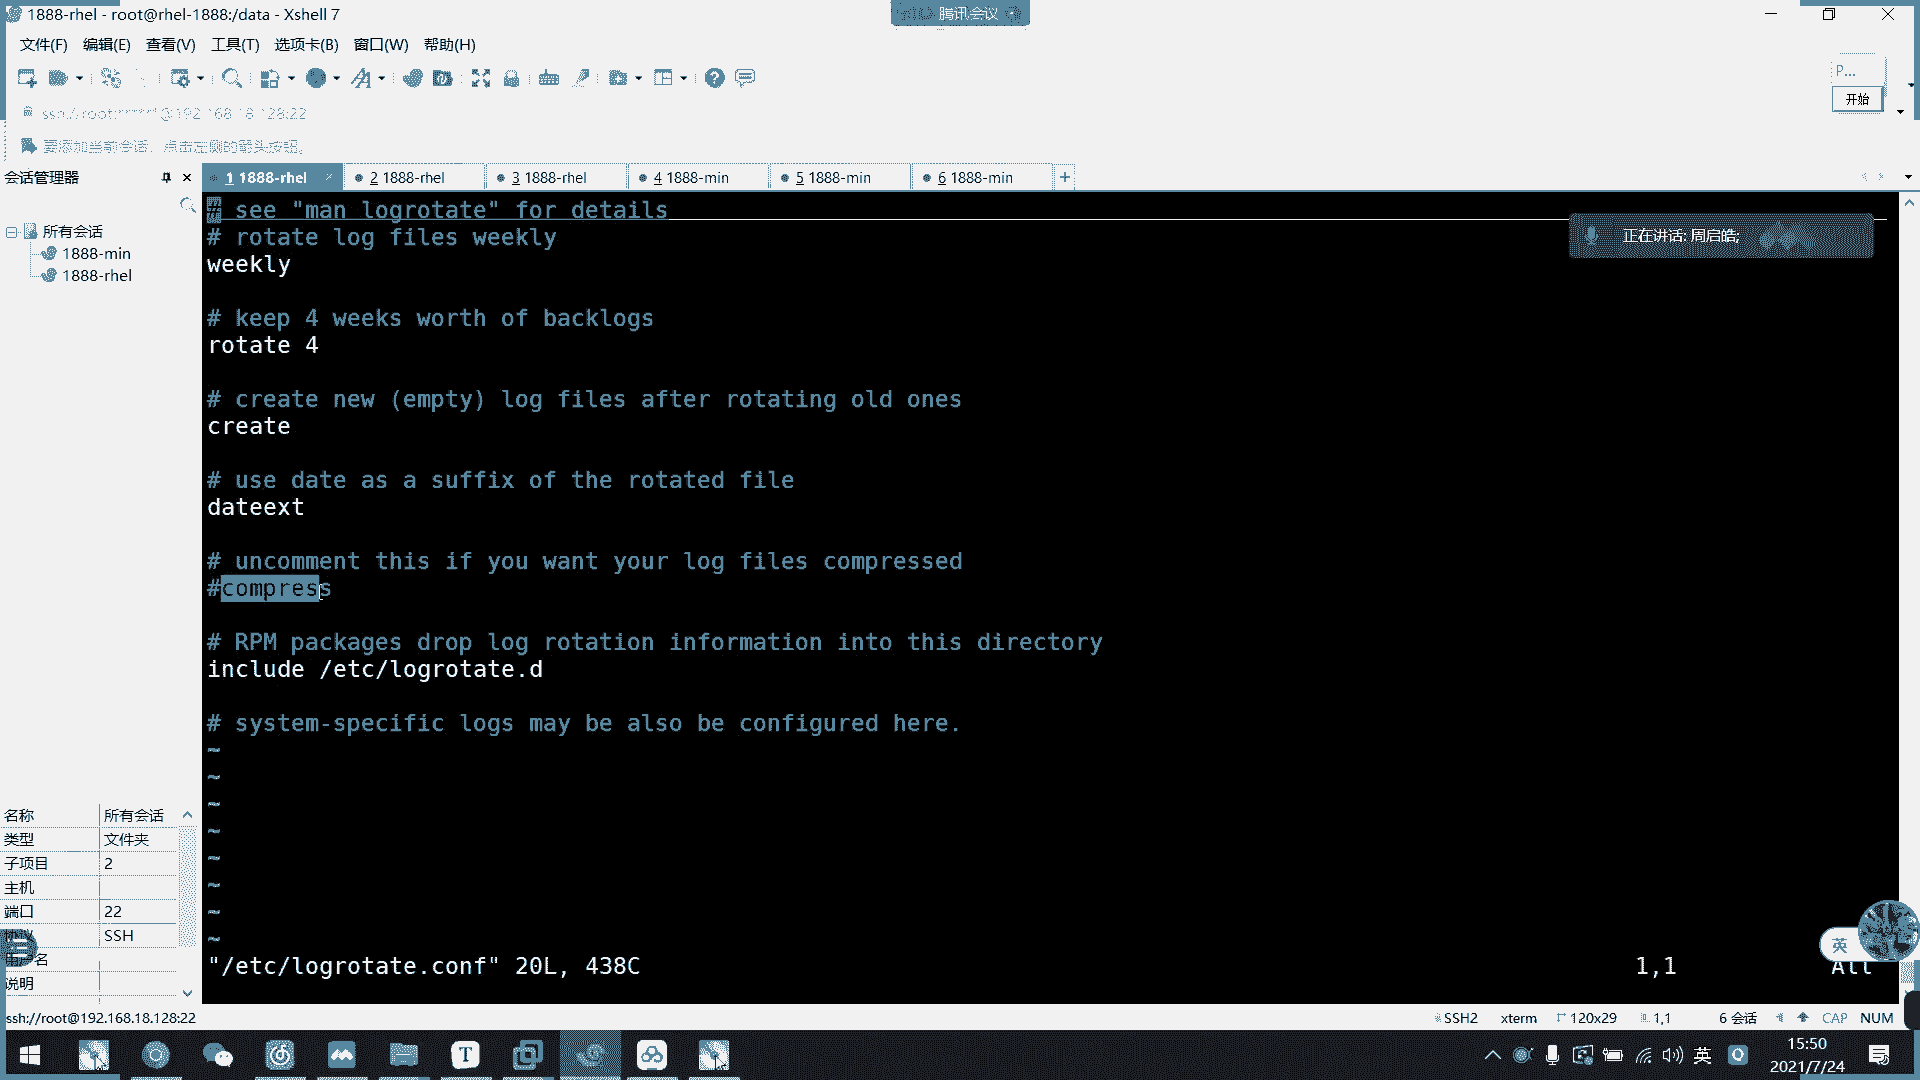 1888-rhel - root@rhel-1888:/data - Xshell 7
腾讯会议
文件(F) 编辑(E) 查看(V) 工具(T) 选项卡(B) 窗口(W) 帮助(H)
P...
开始
ssh://root:******@192.168.18.128:22
要添加当前会话，点击左侧的箭头按钮。
会话管理器
1 1888-rhel
2 1888-rhel
3 1888-rhel
4 1888-min
5 1888-min
6 1888-min
所有会话
1888-min
1888-rhel
正在讲话: 周启皓;
# see "man logrotate" for details
# rotate log files weekly
weekly
# keep 4 weeks worth of backlogs
rotate 4
# create new (empty) log files after rotating old ones
create
# use date as a suffix of the rotated file
dateext
# uncomment this if you want your log files compressed
#compress
# RPM packages drop log rotation information into this directory
include /etc/logrotate.d
# system-specific logs may be also be configured here.
~
~
~
~
~
~
~
~
"/etc/logrotate.conf" 20L, 438C 1,1 All
名称 所有会话
类型 文件夹
子项目 2
主机
端口 22
协议 SSH
用户名
说明
英
ssh://root@192.168.18.128:22
SSH2 xterm 120x29 1,1 6 会话 CAP NUM
英
15:50
2021/7/24